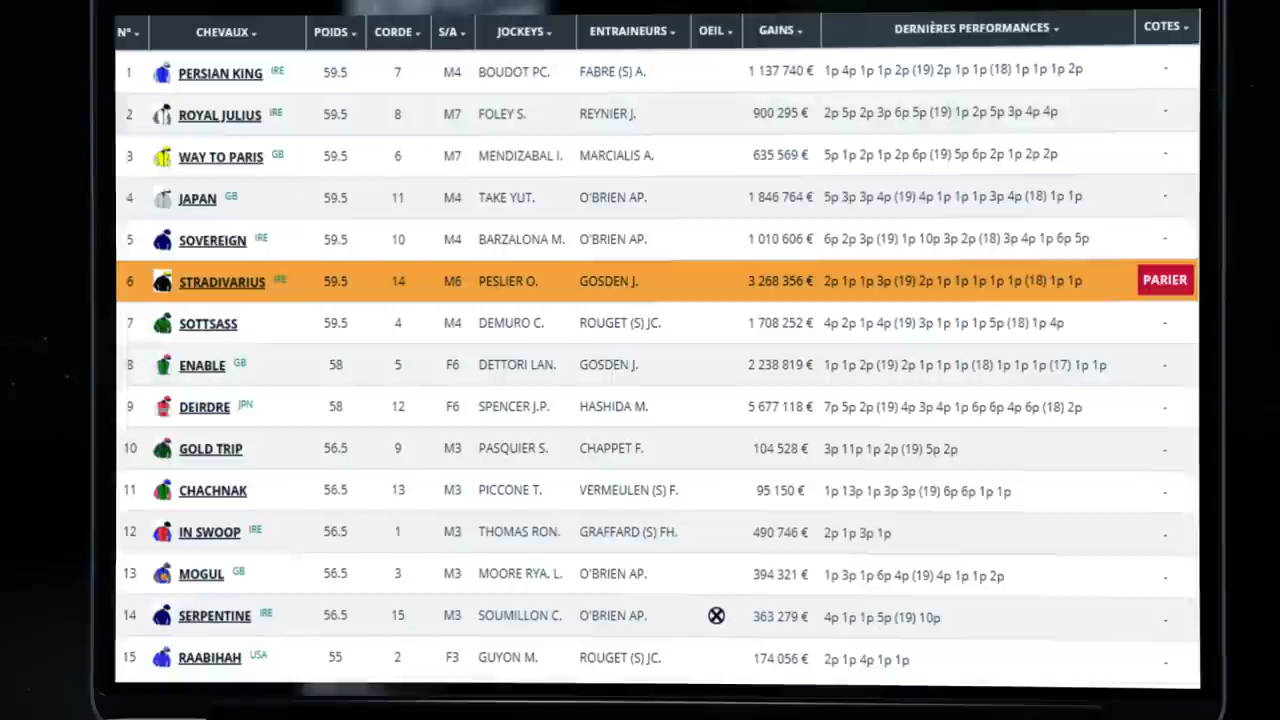 N° CHEVAUX POIDS CORDE S/A JOCKEYS ENTRAINEURS OEIL GAINS DERNIÈRES PERFORMANCES COTES
1 PERSIAN KING IRE 59.5 7 M4 BOUDOT PC. FABRE (S) A. 1 137 740 € 1p 4p 1p 1p 2p (19) 2p 1p 1p (18) 1p 1p 1p 2p -
2 ROYAL JULIUS IRE 59.5 8 M7 FOLEY S. REYNIER J. 900 295 € 2p 5p 2p 3p 6p 5p (19) 1p 2p 5p 3p 4p 4p -
3 WAY TO PARIS GB 59.5 6 M7 MENDIZABAL I. MARCIALIS A. 635 569 € 5p 1p 2p 1p 2p 6p (19) 5p 6p 2p 1p 2p 2p -
4 JAPAN GB 59.5 11 M4 TAKE YUT. O'BRIEN AP. 1 846 764 € 5p 3p 3p 4p (19) 4p 1p 1p 1p 3p 4p (18) 1p 1p -
5 SOVEREIGN IRE 59.5 10 M4 BARZALONA M. O'BRIEN AP. 1 010 606 € 6p 2p 3p (19) 1p 10p 3p 2p (18) 3p 4p 1p 6p 5p -
6 STRADIVARIUS IRE 59.5 14 M6 PESLIER O. GOSDEN J. 3 268 356 € 2p 1p 1p 3p (19) 2p 1p 1p 1p 1p 1p (18) 1p 1p PARIER
7 SOTTSASS 59.5 4 M4 DEMURO C. ROUGET (S) JC. 1 708 252 € 4p 2p 1p 4p (19) 3p 1p 1p 1p 5p (18) 1p 4p -
8 ENABLE GB 58 5 F6 DETTORI LAN. GOSDEN J. 2 238 819 € 1p 1p 2p (19) 2p 1p 1p 1p (18) 1p 1p 1p (17) 1p 1p -
9 DEIRDRE JPN 58 12 F6 SPENCER J.P. HASHIDA M. 5 677 118 € 7p 5p 2p (19) 4p 3p 4p 1p 6p 6p 4p 6p (18) 2p -
10 GOLD TRIP 56.5 9 M3 PASQUIER S. CHAPPET F. 104 528 € 3p 11p 1p 2p (19) 5p 2p -
11 CHACHNAK 56.5 13 M3 PICCONE T. VERMEULEN (S) F. 95 150 € 1p 13p 1p 3p 3p (19) 6p 6p 1p 1p -
12 IN SWOOP IRE 56.5 1 M3 THOMAS RON. GRAFFARD (S) FH. 490 746 € 2p 1p 3p 1p -
13 MOGUL GB 56.5 3 M3 MOORE RYA. L. O'BRIEN AP. 394 321 € 1p 3p 1p 6p 4p (19) 4p 1p 1p 2p -
14 SERPENTINE IRE 56.5 15 M3 SOUMILLON C. O'BRIEN AP. 363 279 € 4p 1p 1p 5p (19) 10p -
15 RAABIHAH USA 55 2 F3 GUYON M. ROUGET (S) JC. 174 056 € 2p 1p 4p 1p 1p -